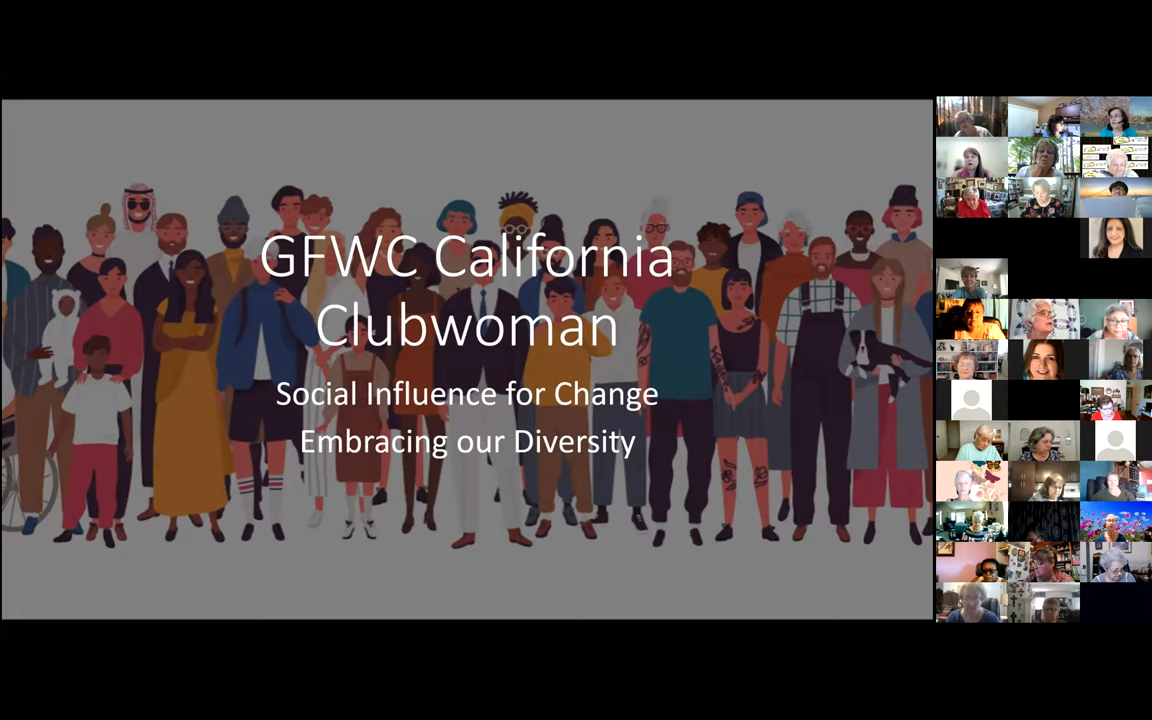 GFWC California
Clubwoman
Social Influence for Change
Embracing our Diversity